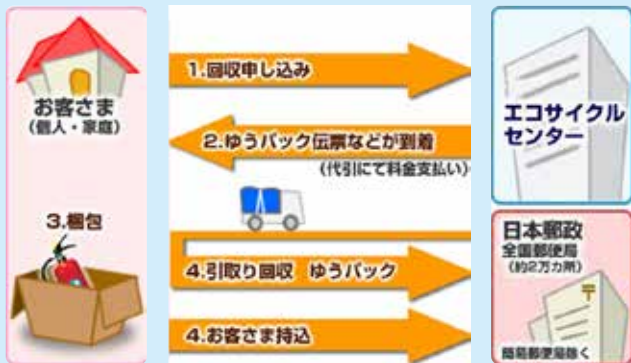 お客さま
(個人・家庭)
1.回収申し込み
2.ゆうパック伝票などが到着
(代引にて料金支払い)
エコサイクル
センター
3.梱包
4.引取り回収 ゆうパック
4.お客さま持込
日本郵政
全国郵便局
(約2万カ所)
〒
簡易郵便局除く